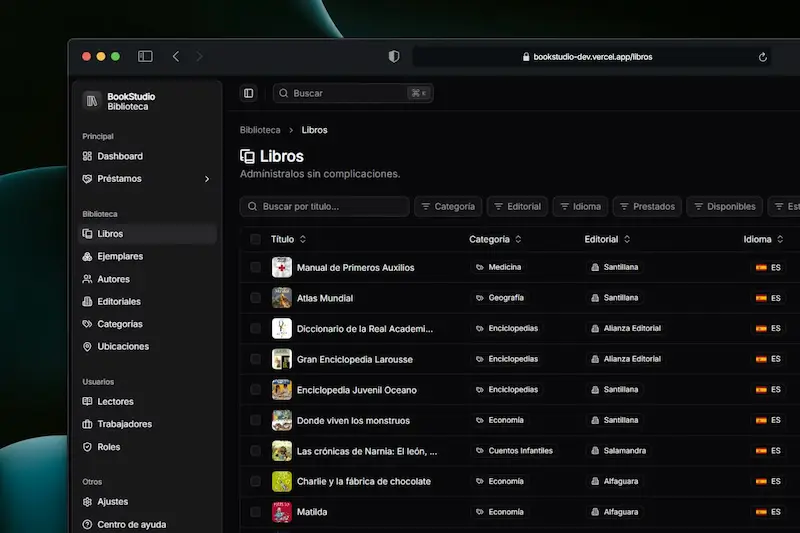 bookstudio-dev.vercel.app/libros
BookStudio
Biblioteca
Principal
Dashboard
Préstamos
Biblioteca
Libros
Ejemplares
Autores
Editoriales
Categorías
Ubicaciones
Usuarios
Lectores
Trabajadores
Roles
Otros
Ajustes
Centro de ayuda
Buscar ⌘ K
Biblioteca > Libros
Libros
Adminístralos sin complicaciones.
Buscar por título... Categoría Editorial Idioma Prestados Disponibles Est
Título Categoría Editorial Idioma
Manual de Primeros Auxilios Medicina Santillana ES
Atlas Mundial Geografía Santillana ES
Diccionario de la Real Academi... Enciclopedias Alianza Editorial ES
Gran Enciclopedia Larousse Enciclopedias Alianza Editorial ES
Enciclopedia Juvenil Oceano Enciclopedias Santillana ES
Donde viven los monstruos Economía Santillana ES
Las crónicas de Narnia: El león, ... Cuentos Infantiles Salamandra ES
Charlie y la fábrica de chocolate Economía Alfaguara ES
Matilda Economía Alfaguara ES